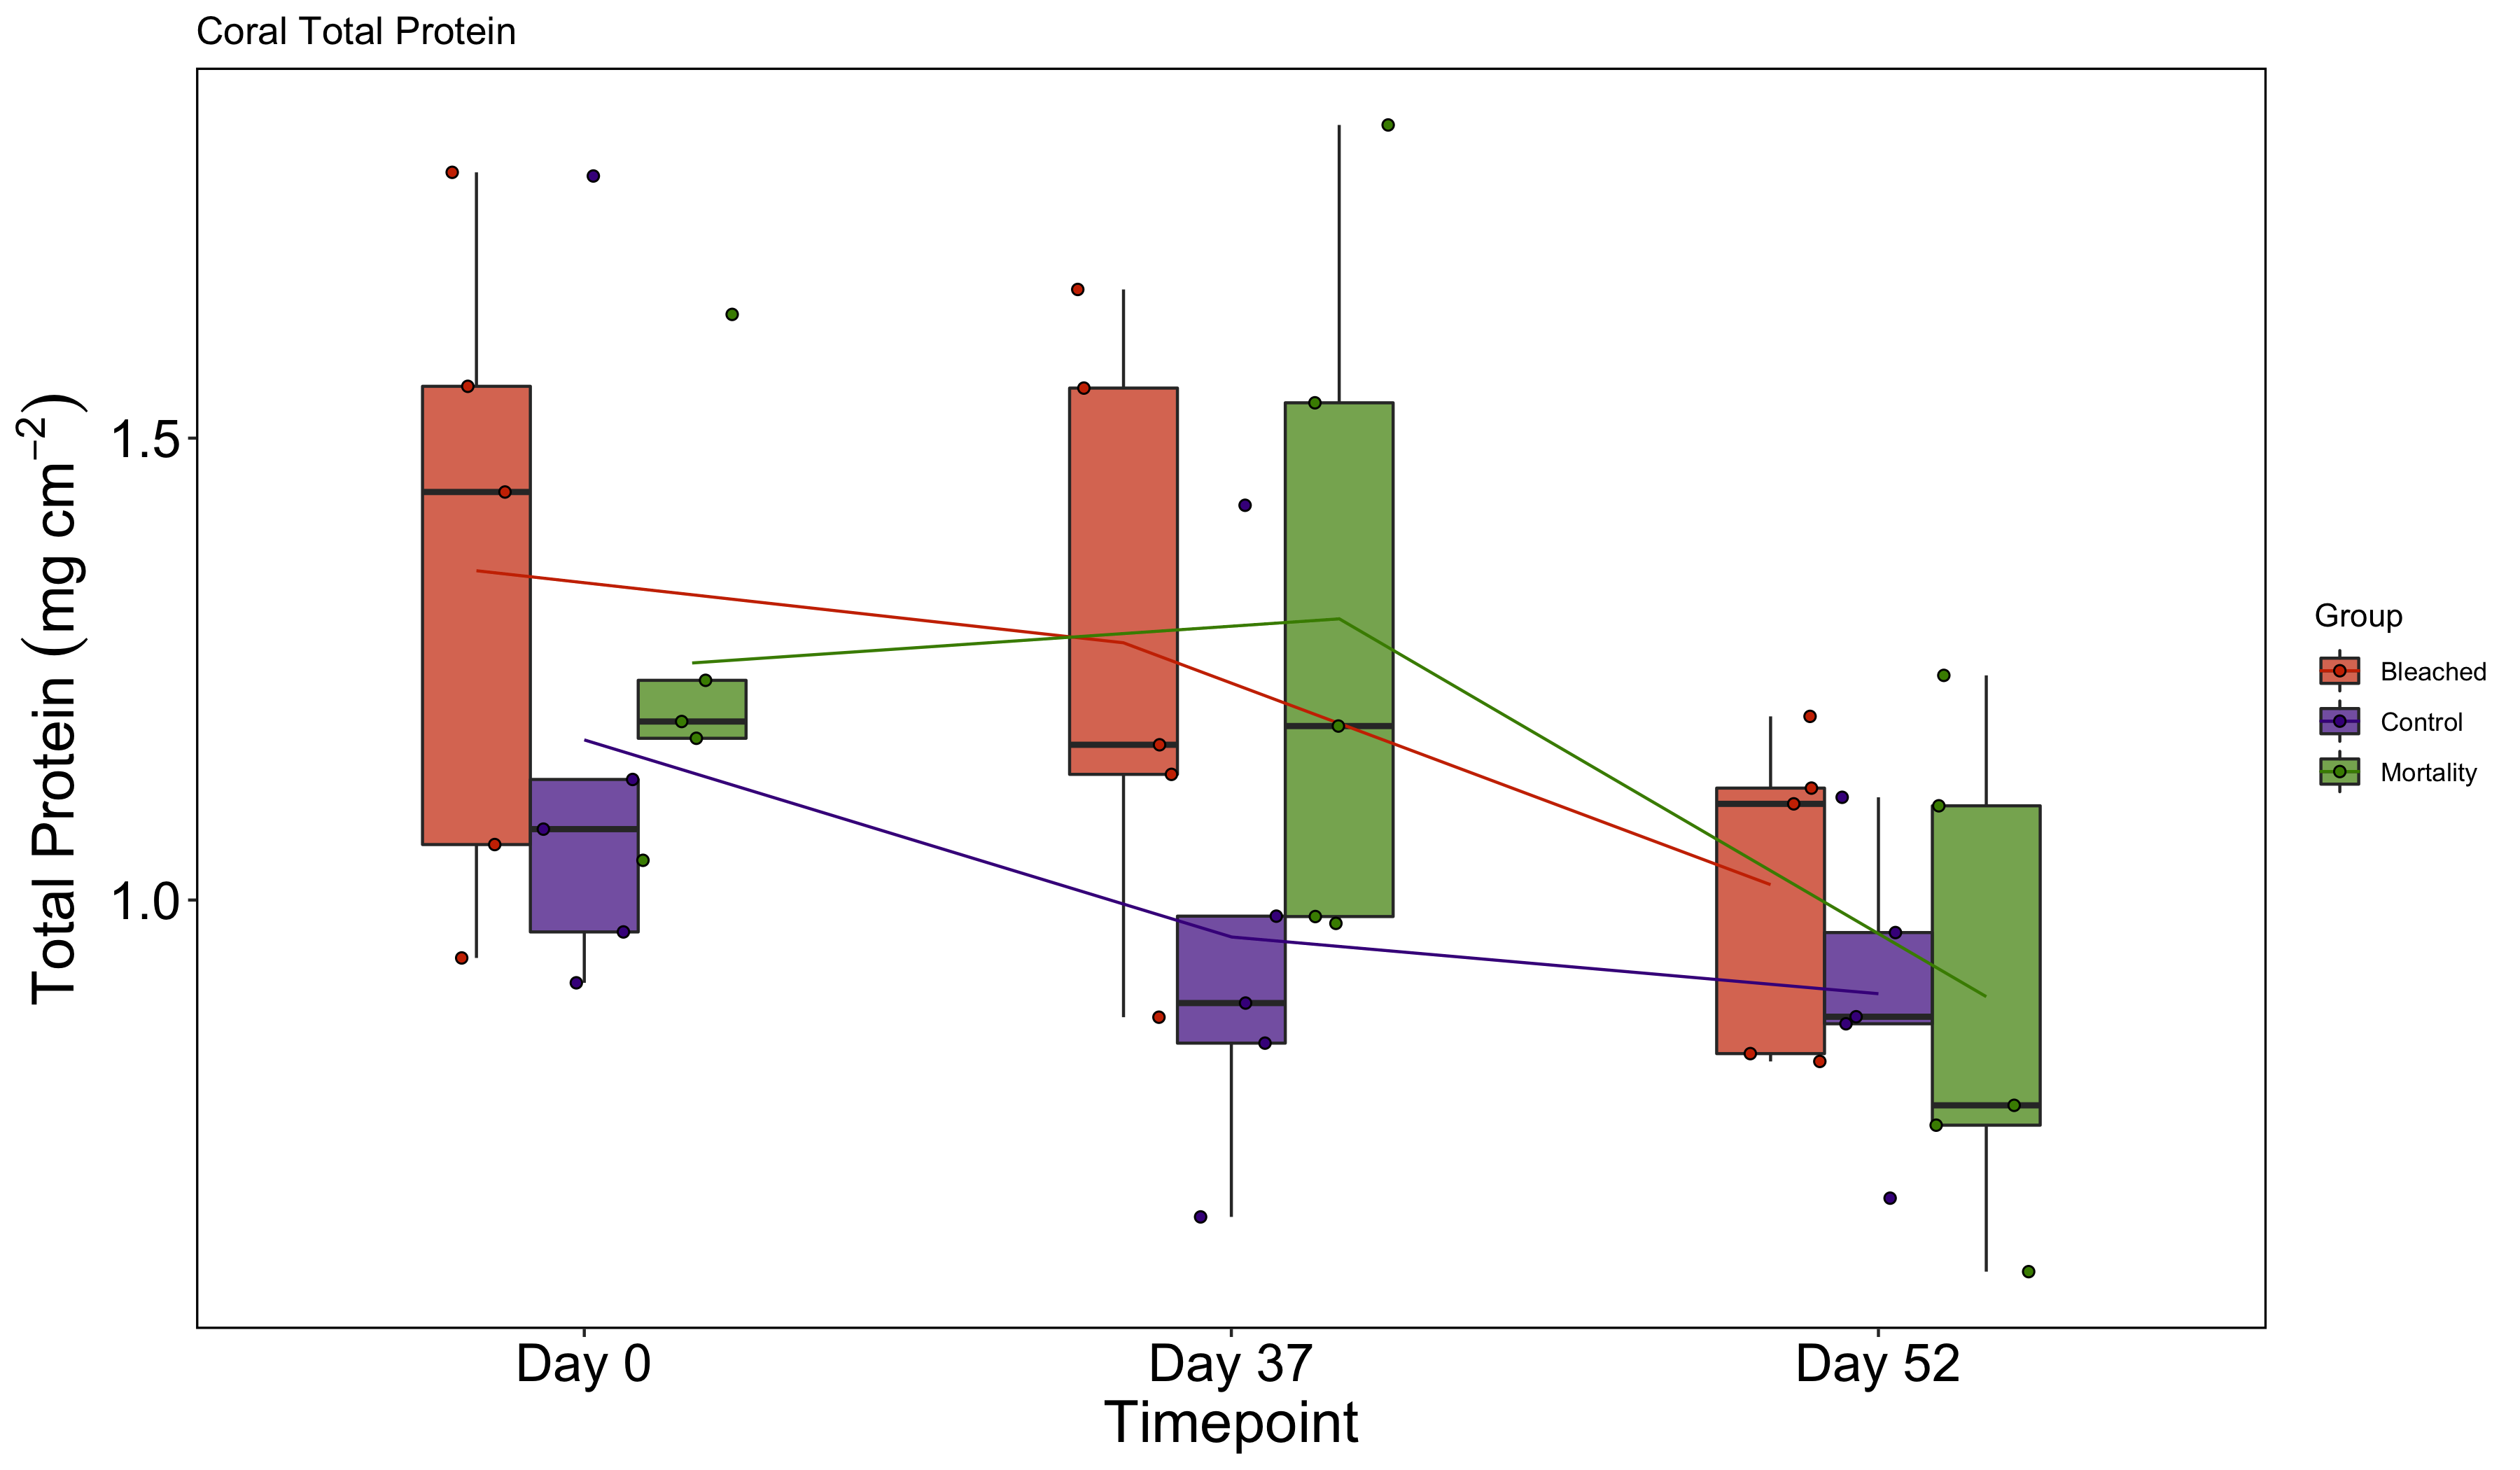 Coral Total Protein
Total Protein (mg cm⁻²)
1.5
1.0
Day 0
Day 37
Day 52
Timepoint
Group
Bleached
Control
Mortality